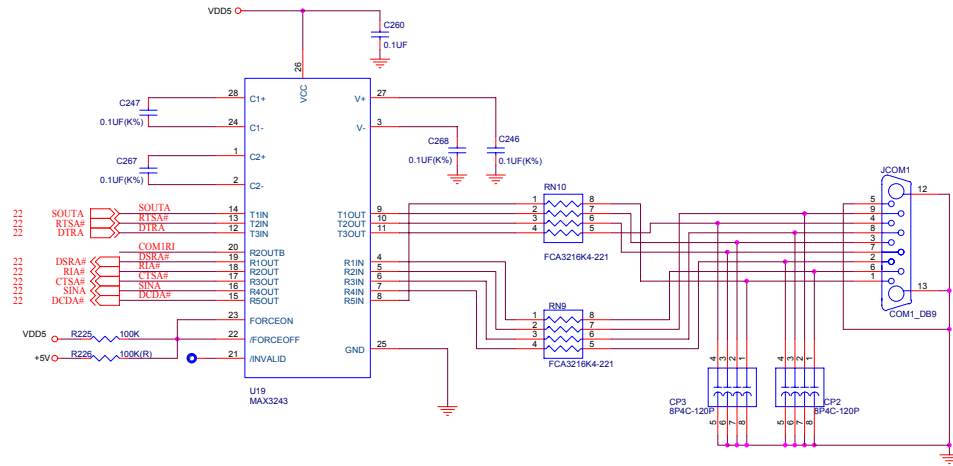 VDD5
C260
0.1UF
26
VCC
28 C1+ V+ 27
C247
0.1UF(K%)
24 C1- V- 3
C267
0.1UF(K%)
1 C2+
2 C2-
C268
0.1UF(K%)
C246
0.1UF(K%)
22 SOUTA SOUTA 14 T1IN T1OUT 9
22 RTSA# RTSA# 13 T2IN T2OUT 10
22 DTRA DTRA 12 T3IN T3OUT 11
COM1RI 20 R2OUTB
22 DSRA# DSRA# 19 R1OUT R1IN 4
22 RIA# RIA# 18 R2OUT R2IN 5
22 CTSA# CTSA# 17 R3OUT R3IN 6
22 SINA SINA 16 R4OUT R4IN 7
22 DCDA# DCDA# 15 R5OUT R5IN 8
23 FORCEON
VDD5 R225 100K 22 /FORCEOFF
+5V R226 100K(R) 21 /INVALID
GND 25
U19
MAX3243
RN10
1 8
2 7
3 6
4 5
FCA3216K4-221
RN9
1 8
2 7
3 6
4 5
FCA3216K4-221
JCOM1
12
5
9
4
8
3
7
2
6
1
13
COM1_DB9
4 3 2 1
CP3
8P4C-120P
5 6 7 8
4 3 2 1
CP2
8P4C-120P
5 6 7 8